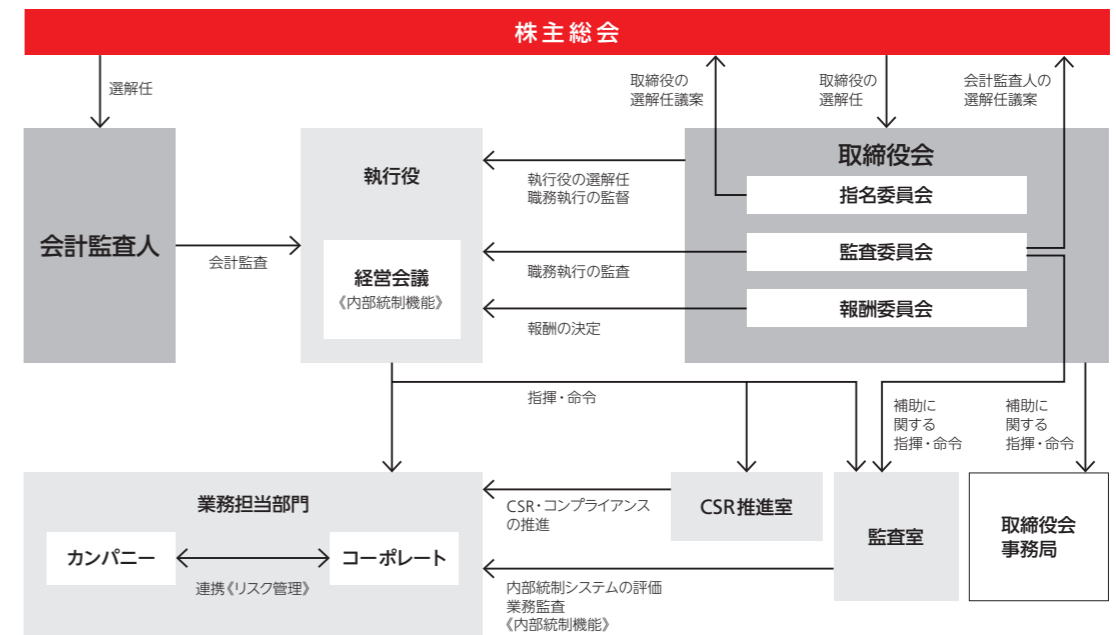 株主総会
選解任
取締役の
選解任議案
取締役の
選解任
会計監査人の
選解任議案
会計監査人
会計監査
執行役
経営会議
《内部統制機能》
執行役の選解任
職務執行の監督
職務執行の監査
報酬の決定
取締役会
指名委員会
監査委員会
報酬委員会
指揮・命令
補助に
関する
指揮・命令
補助に
関する
指揮・命令
業務担当部門
カンパニー
コーポレート
連携《リスク管理》
CSR・コンプライアンス
の推進
CSR推進室
内部統制システムの評価
業務監査
《内部統制機能》
監査室
取締役会
事務局